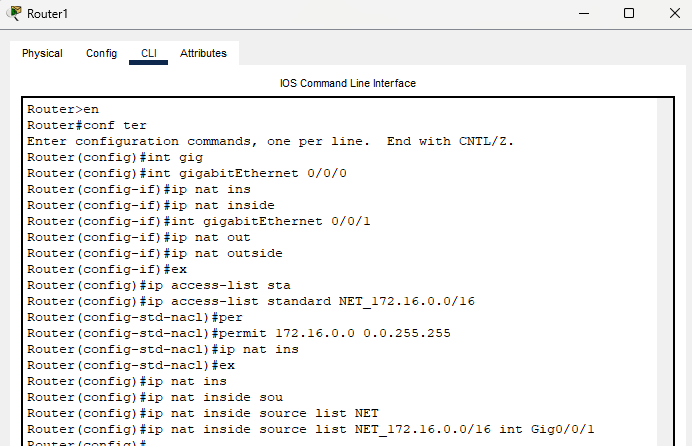 Router1
Physical Config CLI Attributes
IOS Command Line Interface
Router>en
Router#conf ter
Enter configuration commands, one per line.  End with CNTL/Z.
Router(config)#int gig
Router(config)#int gigabitEthernet 0/0/0
Router(config-if)#ip nat ins
Router(config-if)#ip nat inside
Router(config-if)#int gigabitEthernet 0/0/1
Router(config-if)#ip nat out
Router(config-if)#ip nat outside
Router(config-if)#ex
Router(config)#ip access-list sta
Router(config)#ip access-list standard NET_172.16.0.0/16
Router(config-std-nacl)#per
Router(config-std-nacl)#permit 172.16.0.0 0.0.255.255
Router(config-std-nacl)#ip nat ins
Router(config-std-nacl)#ex
Router(config)#ip nat ins
Router(config)#ip nat inside sou
Router(config)#ip nat inside source list NET
Router(config)#ip nat inside source list NET_172.16.0.0/16 int Gig0/0/1
Router(config)#